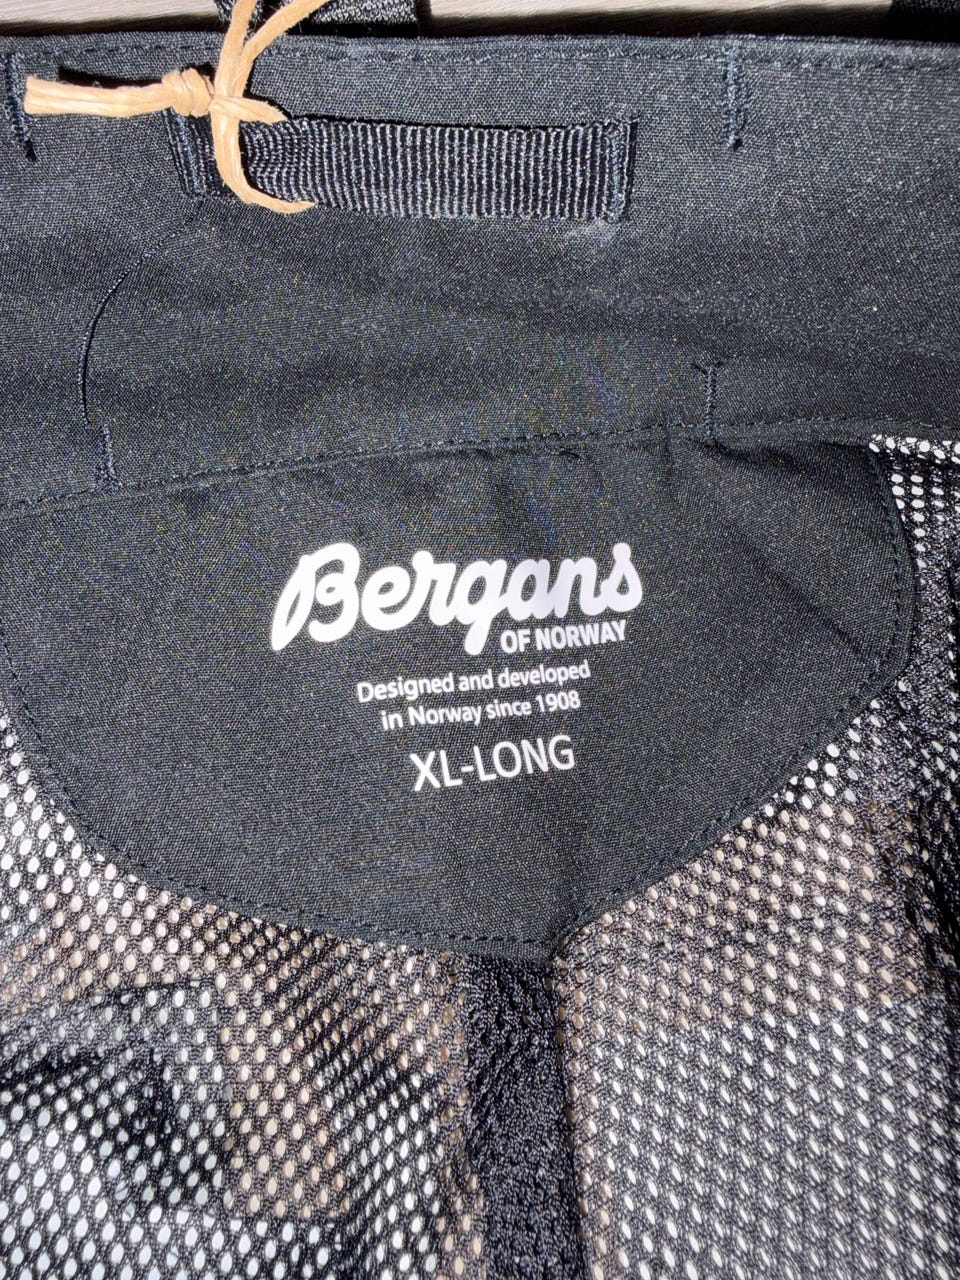 Bergans
OF NORWAY
Designed and developed
in Norway since 1908
XL-LONG